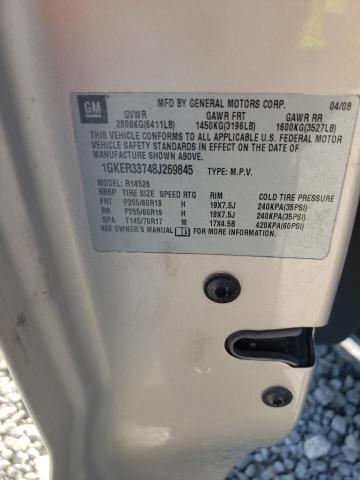 GM
MFD BY GENERAL MOTORS CORP. 04/08
GVWR GAWR FRT GAWR RR
2908KG(6411LB) 1450KG(3196LB) 1600KG(3527LB)
THIS VEHICLE CONFORMS TO ALL APPLICABLE U.S. FEDERAL MOTOR
VEHICLE SAFETY STANDARDS IN EFFECT ON THE DATE OF
MANUFACTURE SHOWN ABOVE.
1GKER33748J269845 TYPE: M.P.V.
MODEL: R14526
TIRE SIZE SPEED RTG RIM COLD TIRE PRESSURE
FRT P255/60R19 H 19X7.5J 240KPA(35PSI)
RR P255/60R19 H 19X7.5J 240KPA(35PSI)
SPA T145/70R17 M 17X4.5B 420KPA(60PSI)
SEE OWNER'S MANUAL FOR MORE INFORMATION.